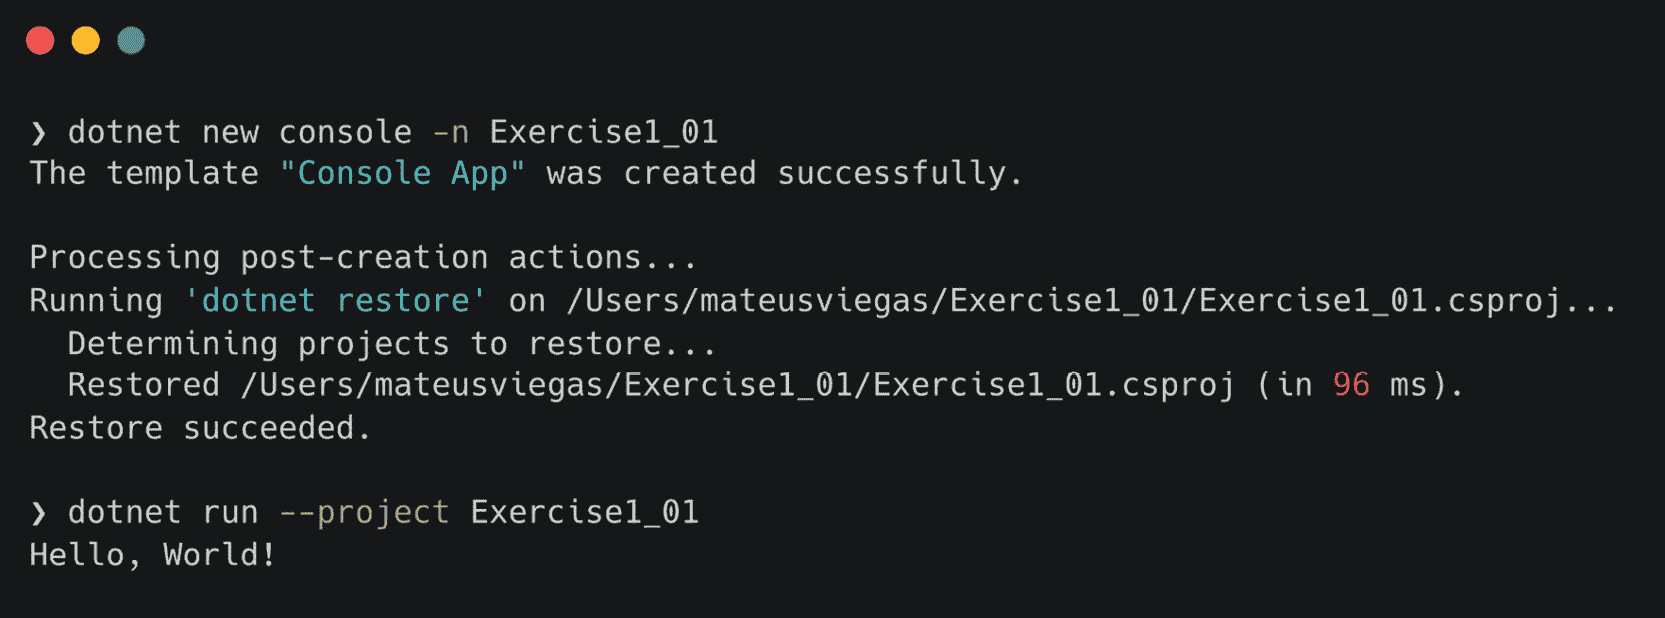 ❯ dotnet new console -n Exercise1_01
The template "Console App" was created successfully.
Processing post-creation actions...
Running 'dotnet restore' on /Users/mateusviegas/Exercise1_01/Exercise1_01.csproj...
Determining projects to restore...
Restored /Users/mateusviegas/Exercise1_01/Exercise1_01.csproj (in 96 ms).
Restore succeeded.
❯ dotnet run --project Exercise1_01
Hello, World!